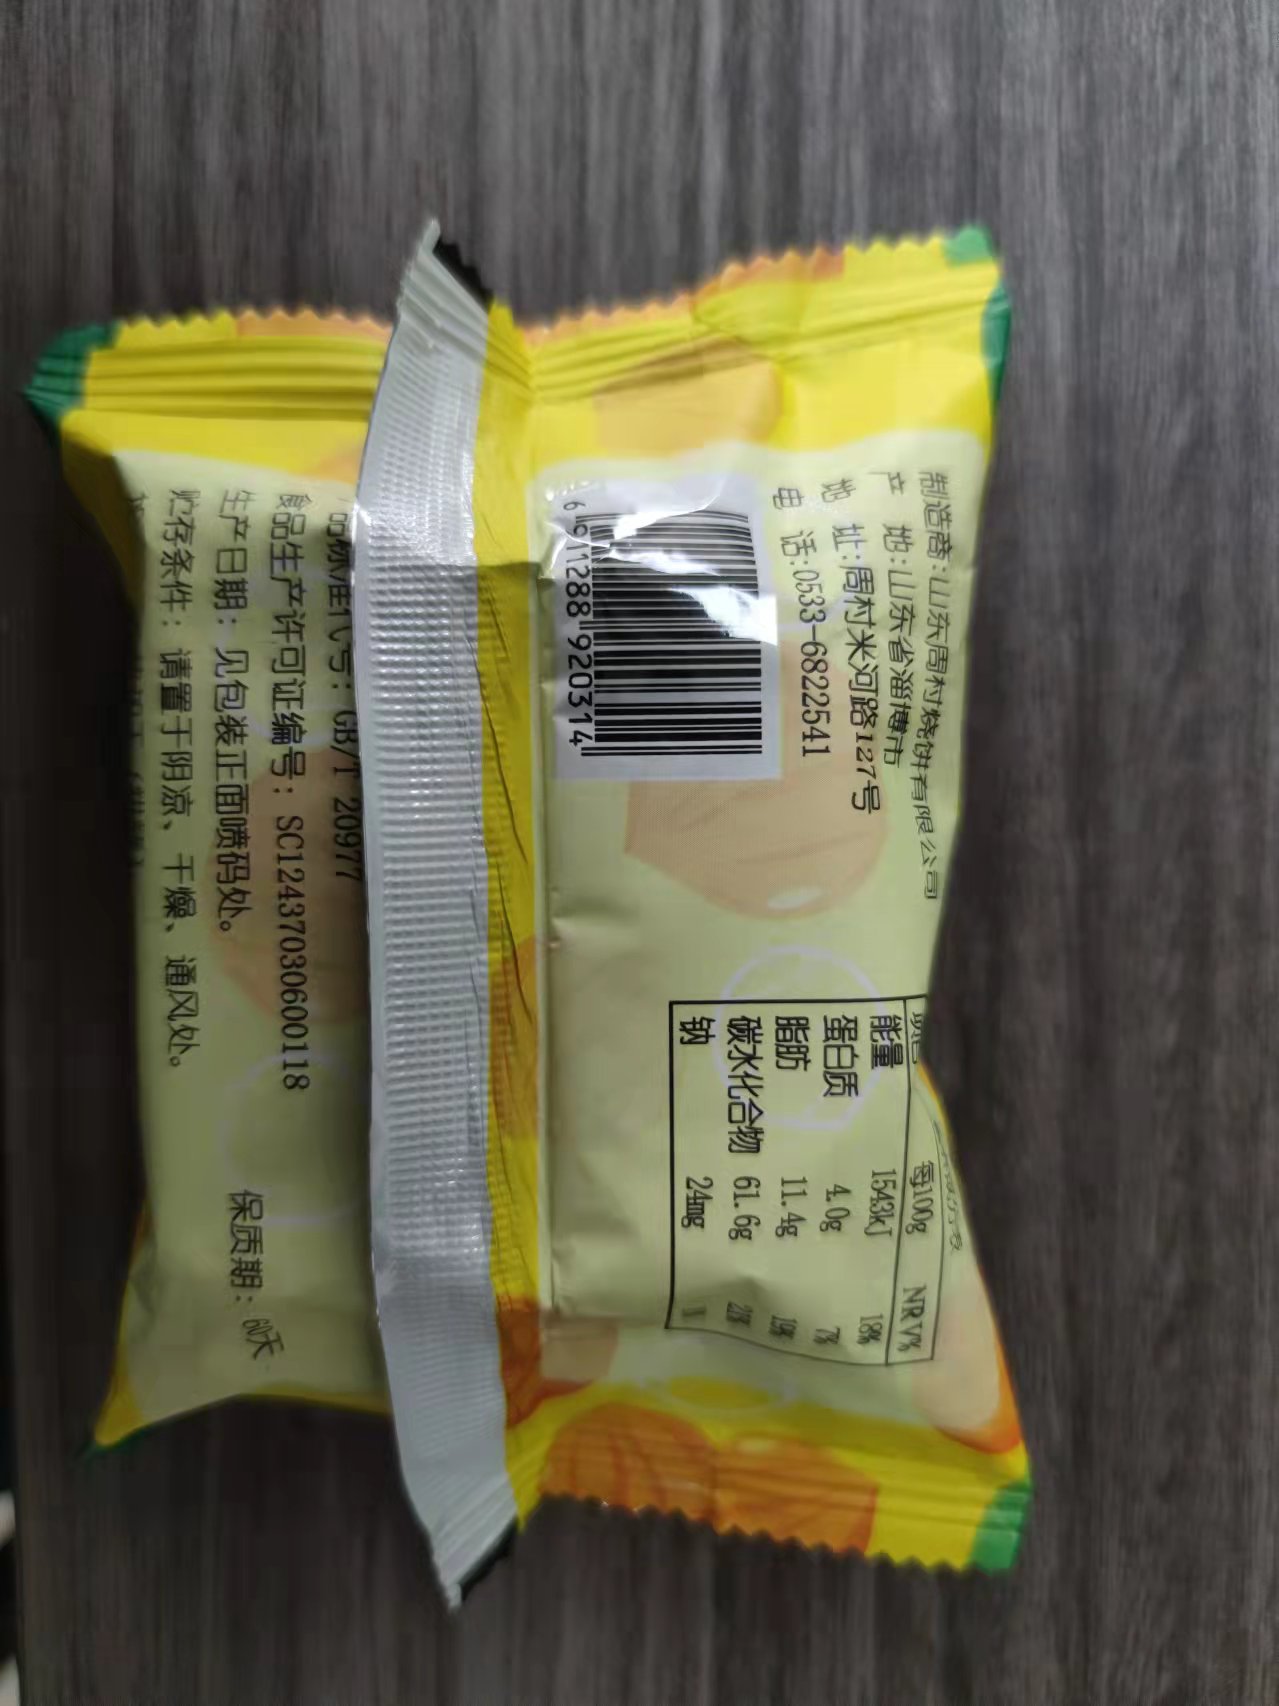 品标准代号：GB/T 20977
食品生产许可证编号：SC12437030600118
生产日期：见包装正面喷码处。
保质期：60天
贮存条件：请置于阴凉、干燥、通风处。
制造商:山东周村烧饼有限公司
产 地:山东省淄博市
地 址:周村米河路127号
电 话:0533-6822541
6 911288 920314
每100g NRV%
能量 1543kJ 18%
蛋白质 4.0g 7%
脂肪 11.4g 19%
碳水化合物 61.6g 21%
钠 24mg